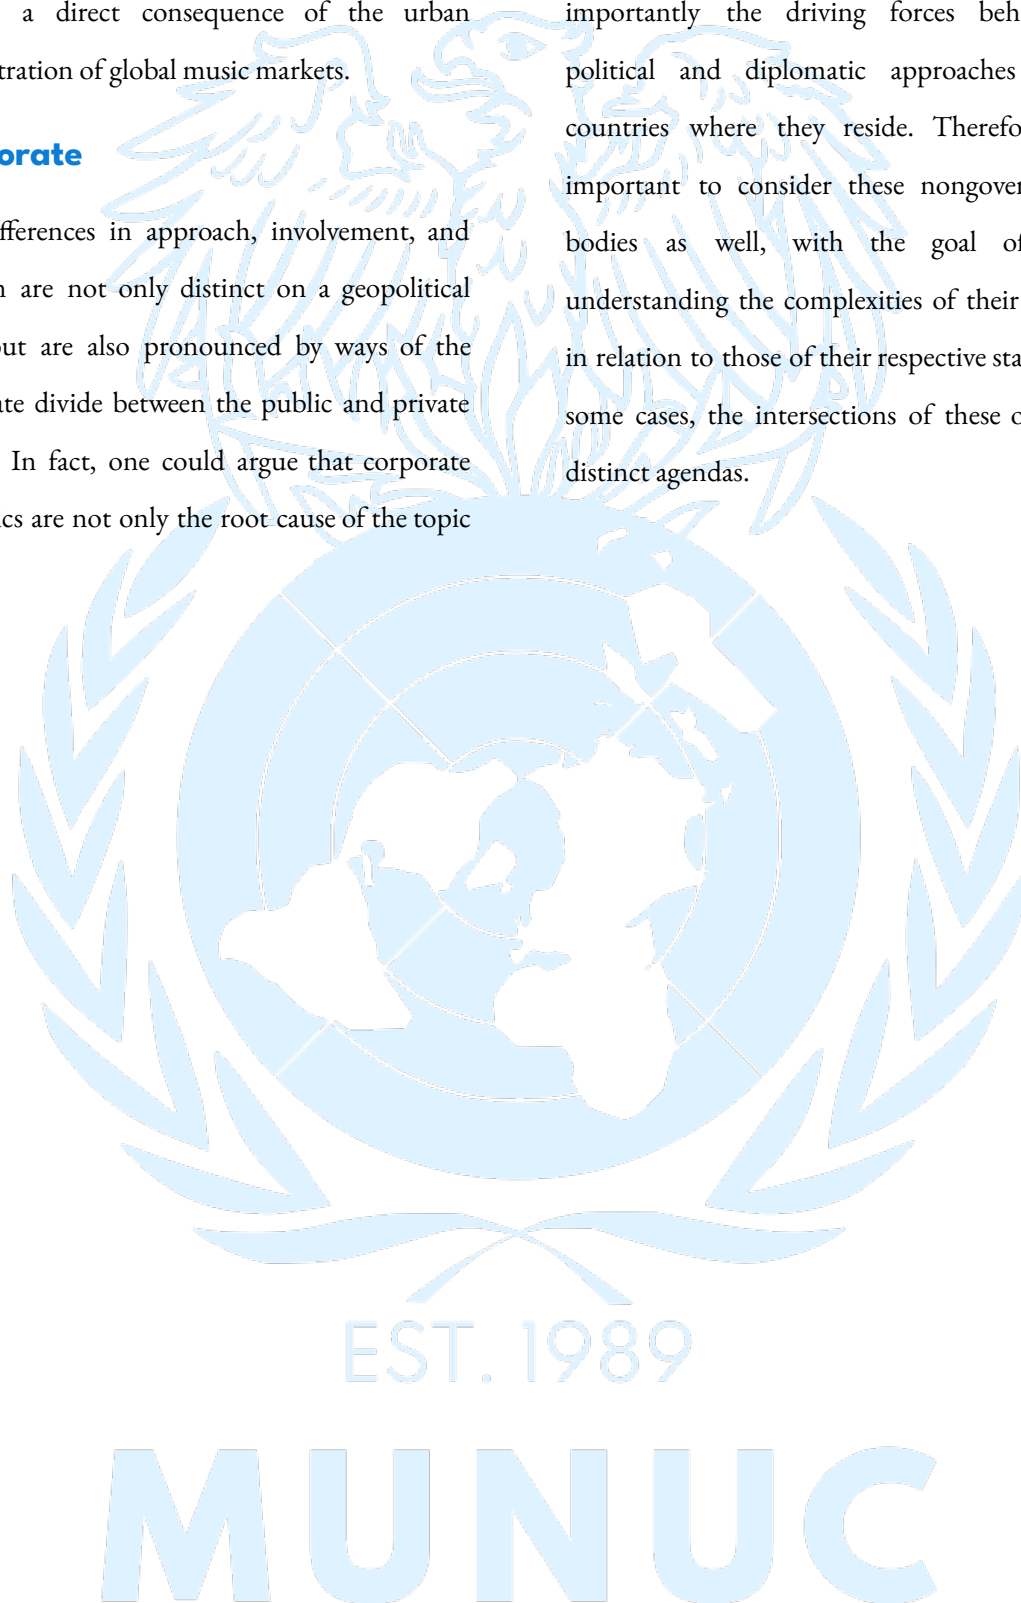 a direct consequence of the urban
tration of global music markets.
orate
fferences in approach, involvement, and
n are not only distinct on a geopolitical
out are also pronounced by ways of the
ate divide between the public and private
In fact, one could argue that corporate
ics are not only the root cause of the topic
importantly the driving forces beh
political and diplomatic approaches
countries where they reside. Therefo
important to consider these nongover
bodies as well, with the goal of
understanding the complexities of their
in relation to those of their respective sta
some cases, the intersections of these o
distinct agendas.
EST. 1989
MUNUC